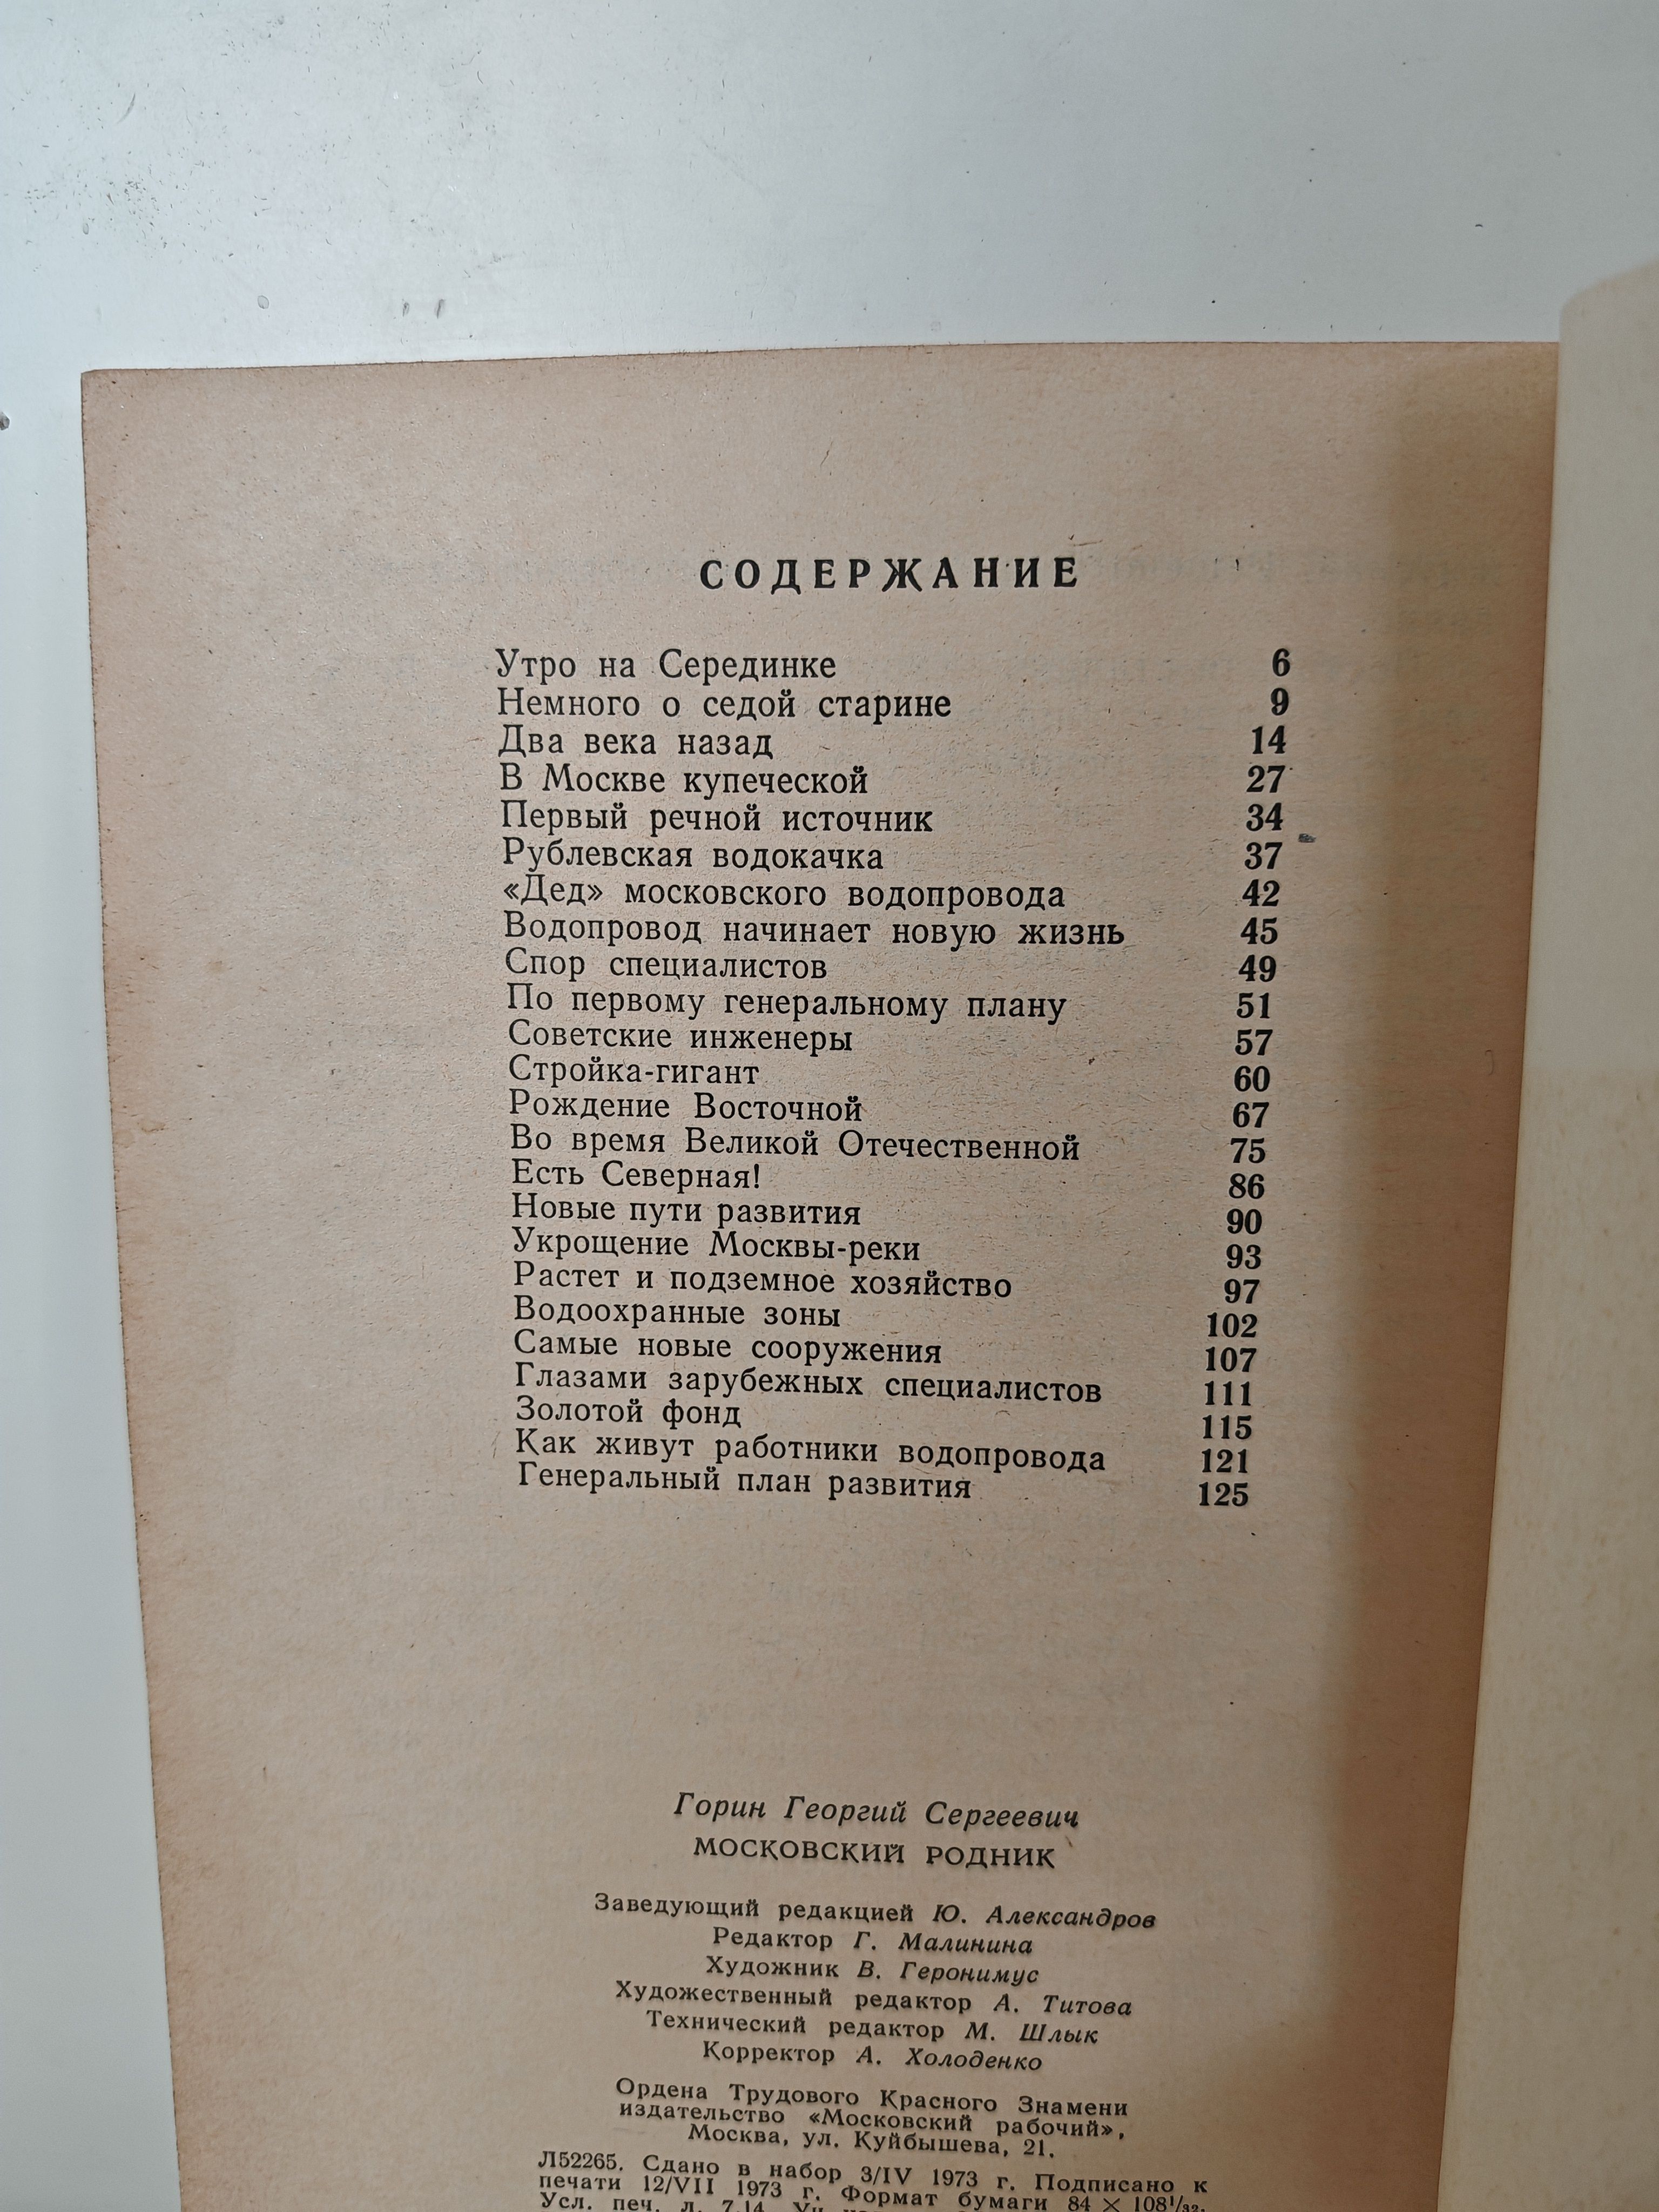 СОДЕРЖАНИЕ
Утро на Серединке 6
Немного о седой старине 9
Два века назад 14
В Москве купеческой 27
Первый речной источник 34
Рублевская водокачка 37
«Дед» московского водопровода 42
Водопровод начинает новую жизнь 45
Спор специалистов 49
По первому генеральному плану 51
Советские инженеры 57
Стройка-гигант 60
Рождение Восточной 67
Во время Великой Отечественной 75
Есть Северная! 86
Новые пути развития 90
Укрощение Москвы-реки 93
Растет и подземное хозяйство 97
Водоохранные зоны 102
Самые новые сооружения 107
Глазами зарубежных специалистов 111
Золотой фонд 115
Как живут работники водопровода 121
Генеральный план развития 125
Горин Георгий Сергеевич
МОСКОВСКИЙ РОДНИК
Заведующий редакцией Ю. Александров
Редактор Г. Малинина
Художник В. Геронимус
Художественный редактор А. Титова
Технический редактор М. Шлык
Корректор А. Холоденко
Ордена Трудового Красного Знамени
издательство «Московский рабочий»,
Москва, ул. Куйбышева, 21.
Л52265. Сдано в набор 3/IV 1973 г. Подписано к
печати 12/VII 1973 г. Формат бумаги 84 × 108¹/₃₂.
Усл. печ. л. 7,14.